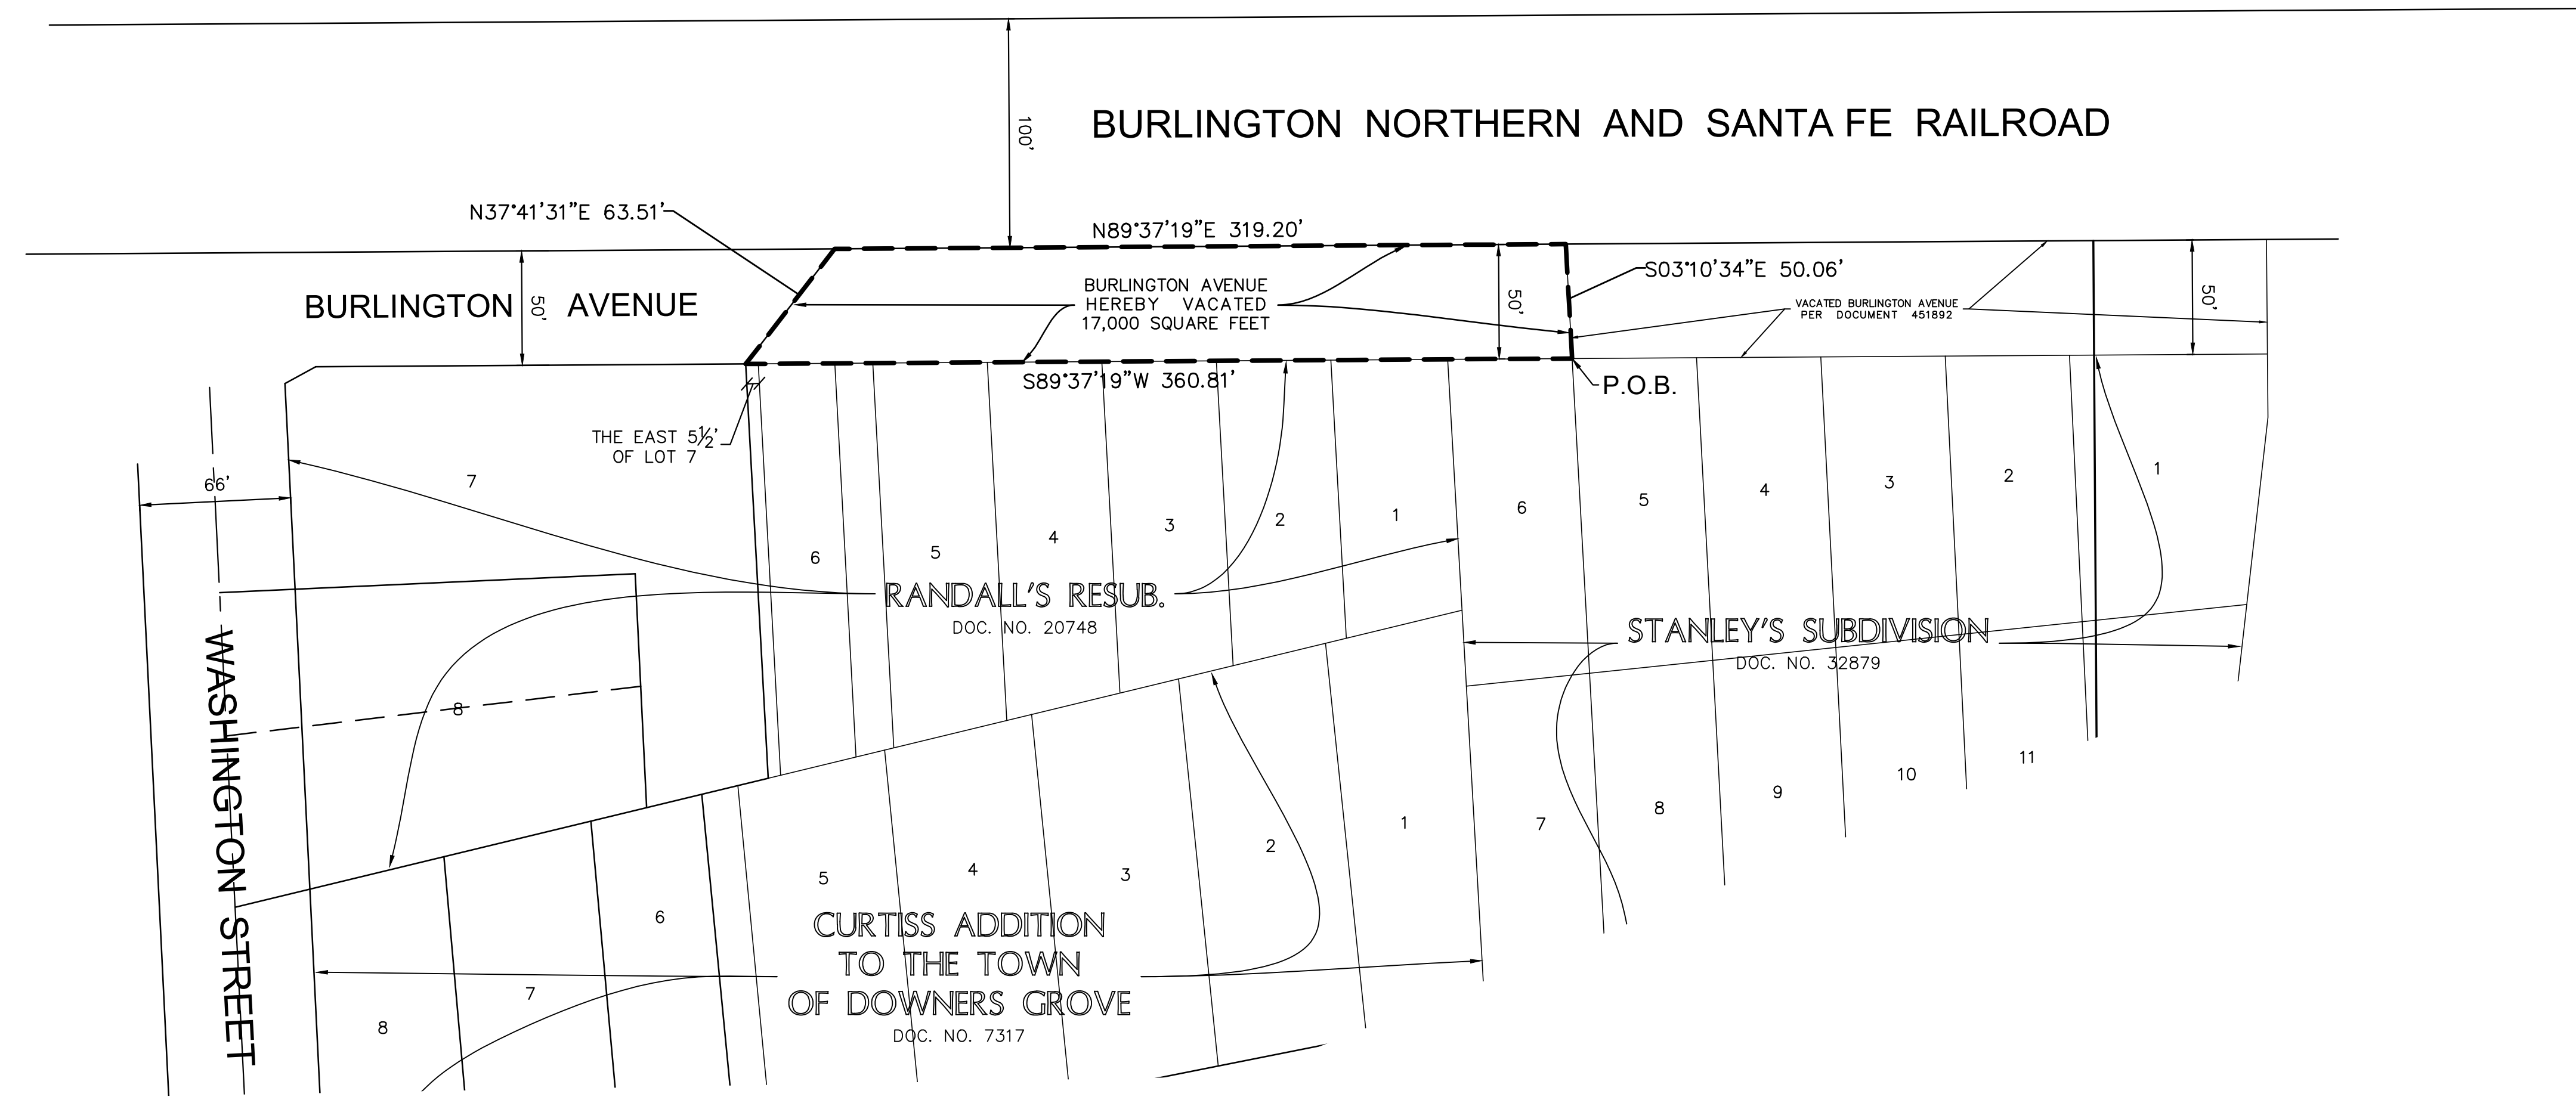 100'
BURLINGTON NORTHERN AND SANTA FE RAILROAD
N37°41'31"E 63.51'
N89°37'19"E 319.20'
S03°10'34"E 50.06'
BURLINGTON AVENUE
50'
BURLINGTON AVENUE
HEREBY VACATED
17,000 SQUARE FEET
50'
VACATED BURLINGTON AVENUE
PER DOCUMENT 451892
50'
S89°37'19"W 360.81'
P.O.B.
THE EAST 5½'
OF LOT 7
66'
7
6
5
4
3
2
1
6
5
4
3
2
1
RANDALL'S RESUB.
DOC. NO. 20748
STANLEY'S SUBDIVISION
DOC. NO. 32879
WASHINGTON STREET
8
7
8
9
10
11
8
7
6
5
4
3
2
1
CURTISS ADDITION
TO THE TOWN
OF DOWNERS GROVE
DOC. NO. 7317